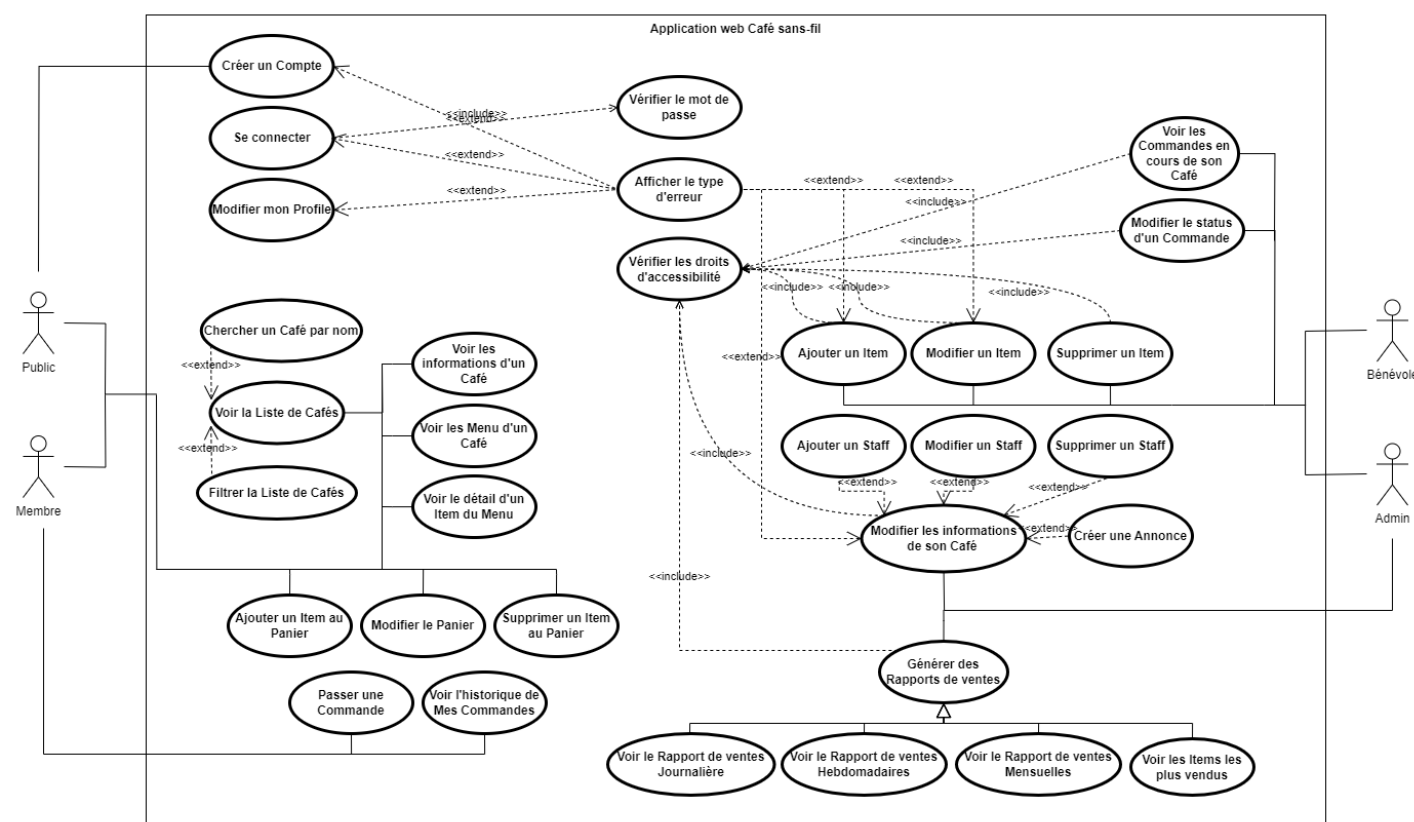 Application web Café sans-fil
Créer un Compte
Se connecter
Modifier mon Profile
Vérifier le mot de
passe
Afficher le type
d'erreur
Vérifier les droits
d'accessibilité
<<include>>
<<extend>>
<<extend>>
<<extend>>
<<extend>>
<<extend>>
<<include>>
<<include>>
<<include>>
<<include>>
<<include>>
<<extend>>
Voir les
Commandes en
cours de son
Café
Modifier le status
d'un Commande
Public
Membre
Bénévole
Admin
Chercher un Café par nom
<<extend>>
Voir la Liste de Cafés
<<extend>>
Filtrer la Liste de Cafés
Voir les
informations d'un
Café
Voir les Menu d'un
Café
Voir le détail d'un
Item du Menu
Ajouter un Item
Modifier un Item
Supprimer un Item
Ajouter un Staff
Modifier un Staff
Supprimer un Staff
<<extend>>
<<extend>>
<<extend>>
<<include>>
Modifier les informations
de son Café
<<extend>>
Créer une Annonce
<<include>>
Ajouter un Item au
Panier
Modifier le Panier
Supprimer un Item
au Panier
Passer une
Commande
Voir l'historique de
Mes Commandes
Générer des
Rapports de ventes
Voir le Rapport de ventes
Journalière
Voir le Rapport de ventes
Hebdomadaires
Voir le Rapport de ventes
Mensuelles
Voir les Items les
plus vendus